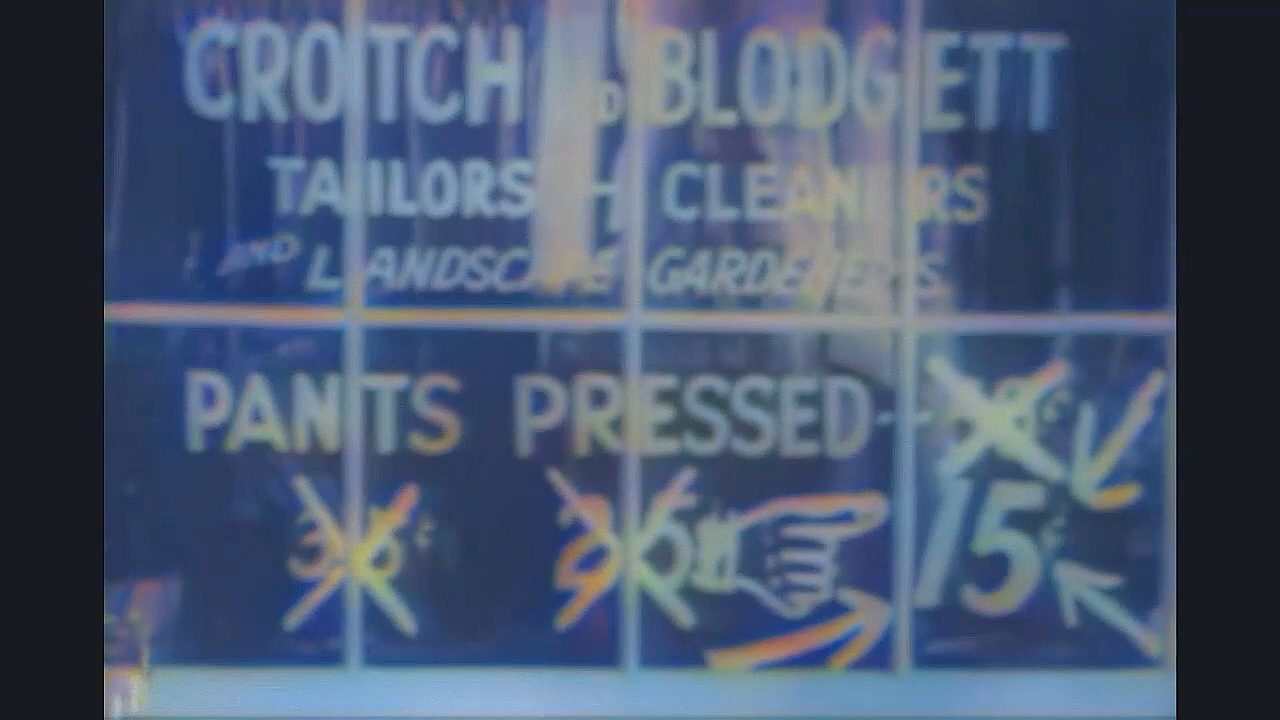 CROTCH BLODGETT
TAILORS CLEANERS
AND LANDSCAPE GARDENERS
PANTS PRESSED
15¢